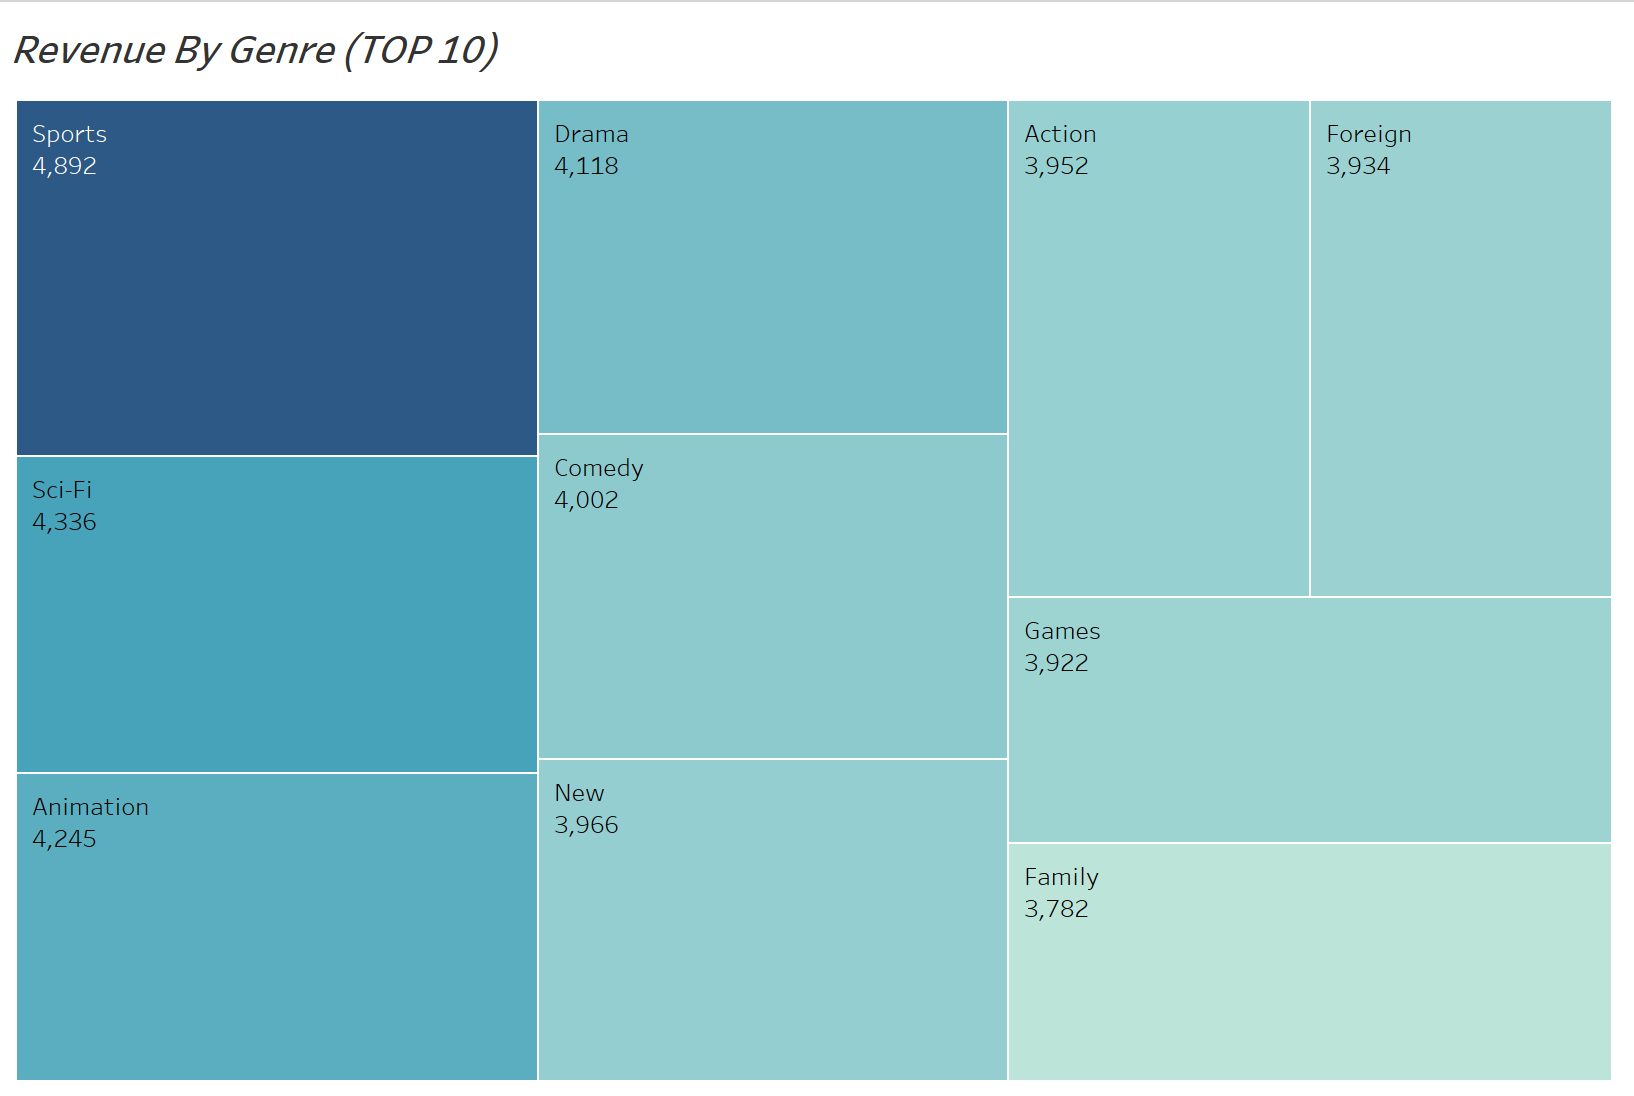 Revenue By Genre (TOP 10)
Sports
4,892
Sci-Fi
4,336
Animation
4,245
Drama
4,118
Comedy
4,002
New
3,966
Action
3,952
Foreign
3,934
Games
3,922
Family
3,782